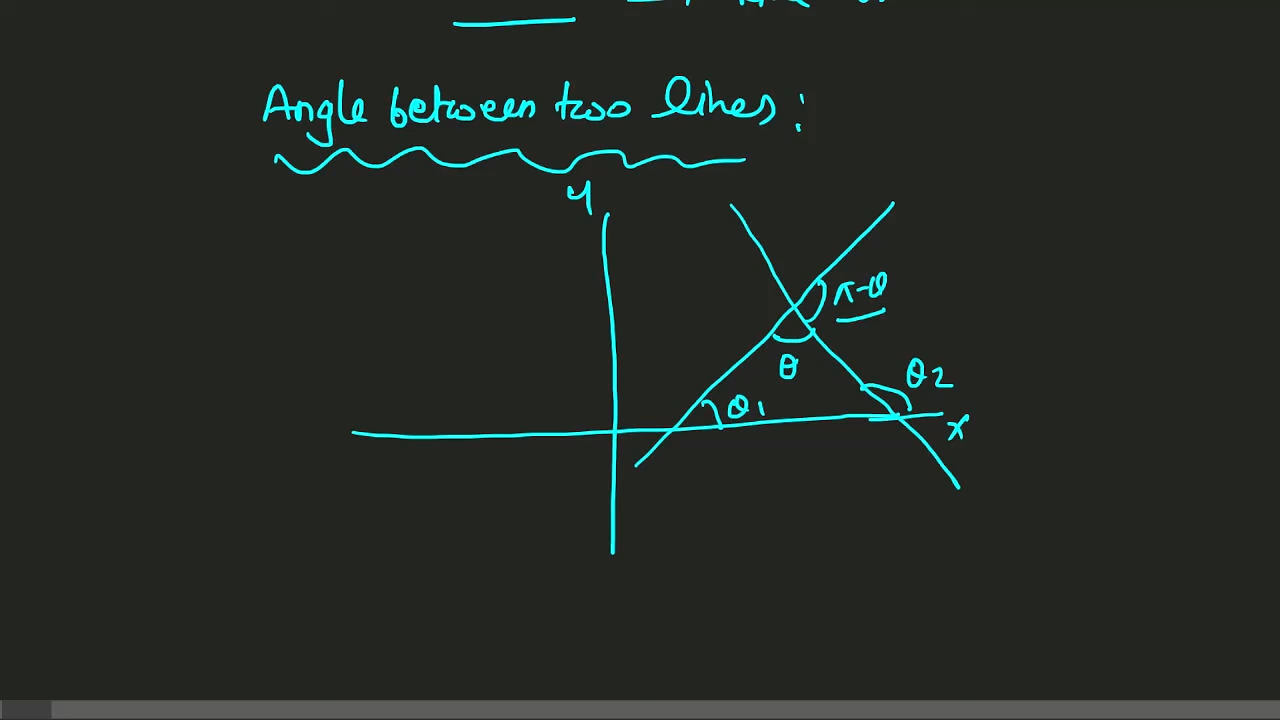 Angle between two lines :
y
π-θ
θ
θ2
θ1
x